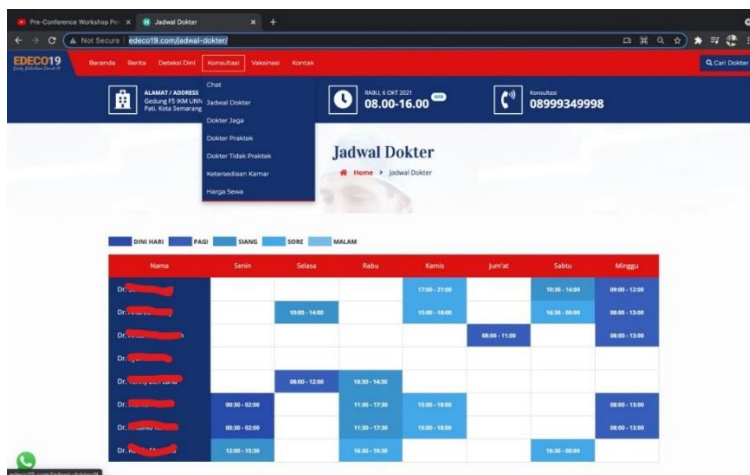 Pre-Conference Workshop
Jadwal Dokter
Not Secure | edeco19.com/jadwal-dokter/
EDECO19
Beranda Berita Deteksi Dini Konsultasi Vaksinasi Kontak
Cari Dokter
Chat
Jadwal Dokter
Dokter Jaga
Dokter Praktek
Dokter Tidak Praktek
Ketersediaan Kamar
Harga Sewa
ALAMAT / ADDRESS
Gedung F5 IKM UNN
Pati, Kota Semarang
RABU, 6 OKT 2021
08.00-16.00
Konsultasi
08999349998
Jadwal Dokter
Home > Jadwal Dokter
DINI HARI PAGI SIANG SORE MALAM
Nama Senin Selasa Rabu Kamis Jum'at Sabtu Minggu
Dr. 17:00 - 21:00 10:30 - 14:00 09:00 - 12:00
Dr. 10:00 - 14:00 15:00 - 18:00 16:30 - 00:00 08:00 - 13:00
Dr. 08:00 - 11:00 08:00 - 13:00
Dr.
Dr. 08:00 - 12:00 10:30 - 14:30
Dr. 00:30 - 02:00 11:30 - 17:30 15:00 - 18:00 08:00 - 13:00
Dr. 00:30 - 02:00 11:30 - 17:30 15:00 - 18:00 08:00 - 13:00
Dr. 12:00 - 15:30 16:30 - 19:30 16:30 - 00:00